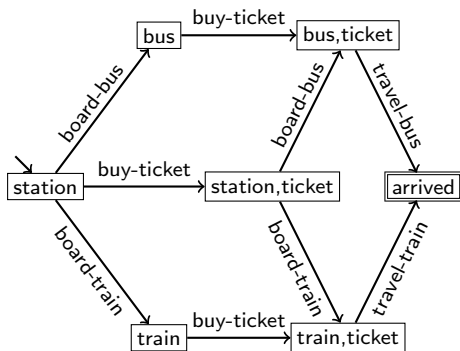 buy-ticket
bus
bus,ticket
board-bus
board-bus
travel-bus
buy-ticket
station
station,ticket
arrived
board-train
board-train
travel-train
buy-ticket
train
train,ticket